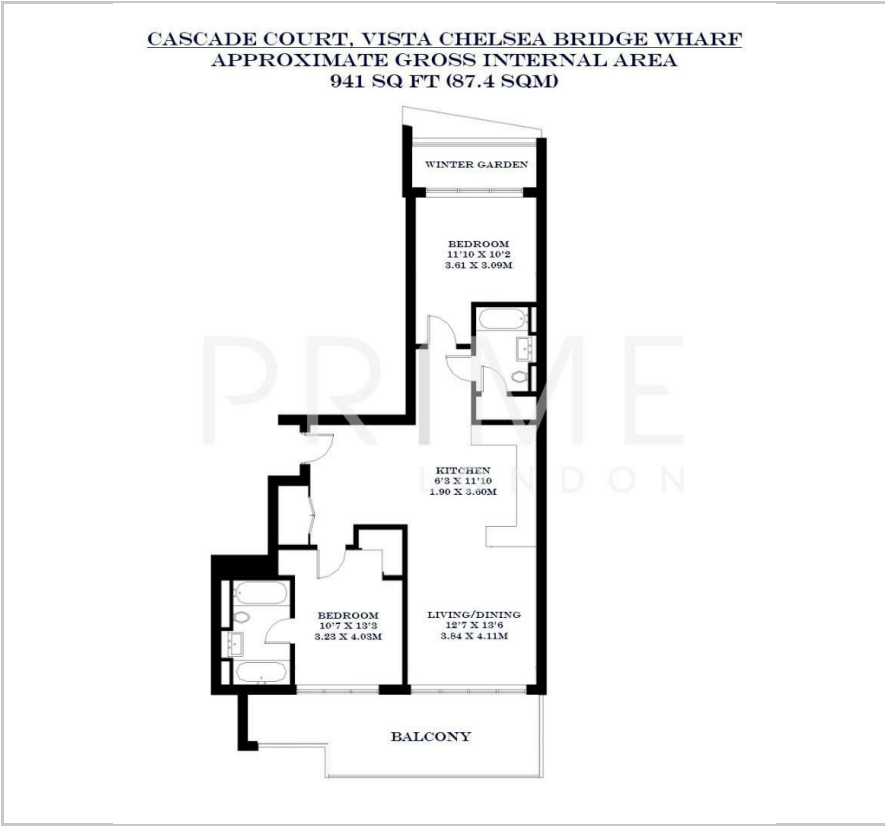 CASCADE COURT, VISTA CHELSEA BRIDGE WHARF
APPROXIMATE GROSS INTERNAL AREA
941 SQ FT (87.4 SQM)
WINTER GARDEN
BEDROOM
11'10 X 10'2
3.61 X 3.09M
PRIME
LONDON
KITCHEN
6'3 X 11'10
1.90 X 3.60M
BEDROOM
10'7 X 13'3
3.23 X 4.03M
LIVING/DINING
12'7 X 13'6
3.84 X 4.11M
BALCONY